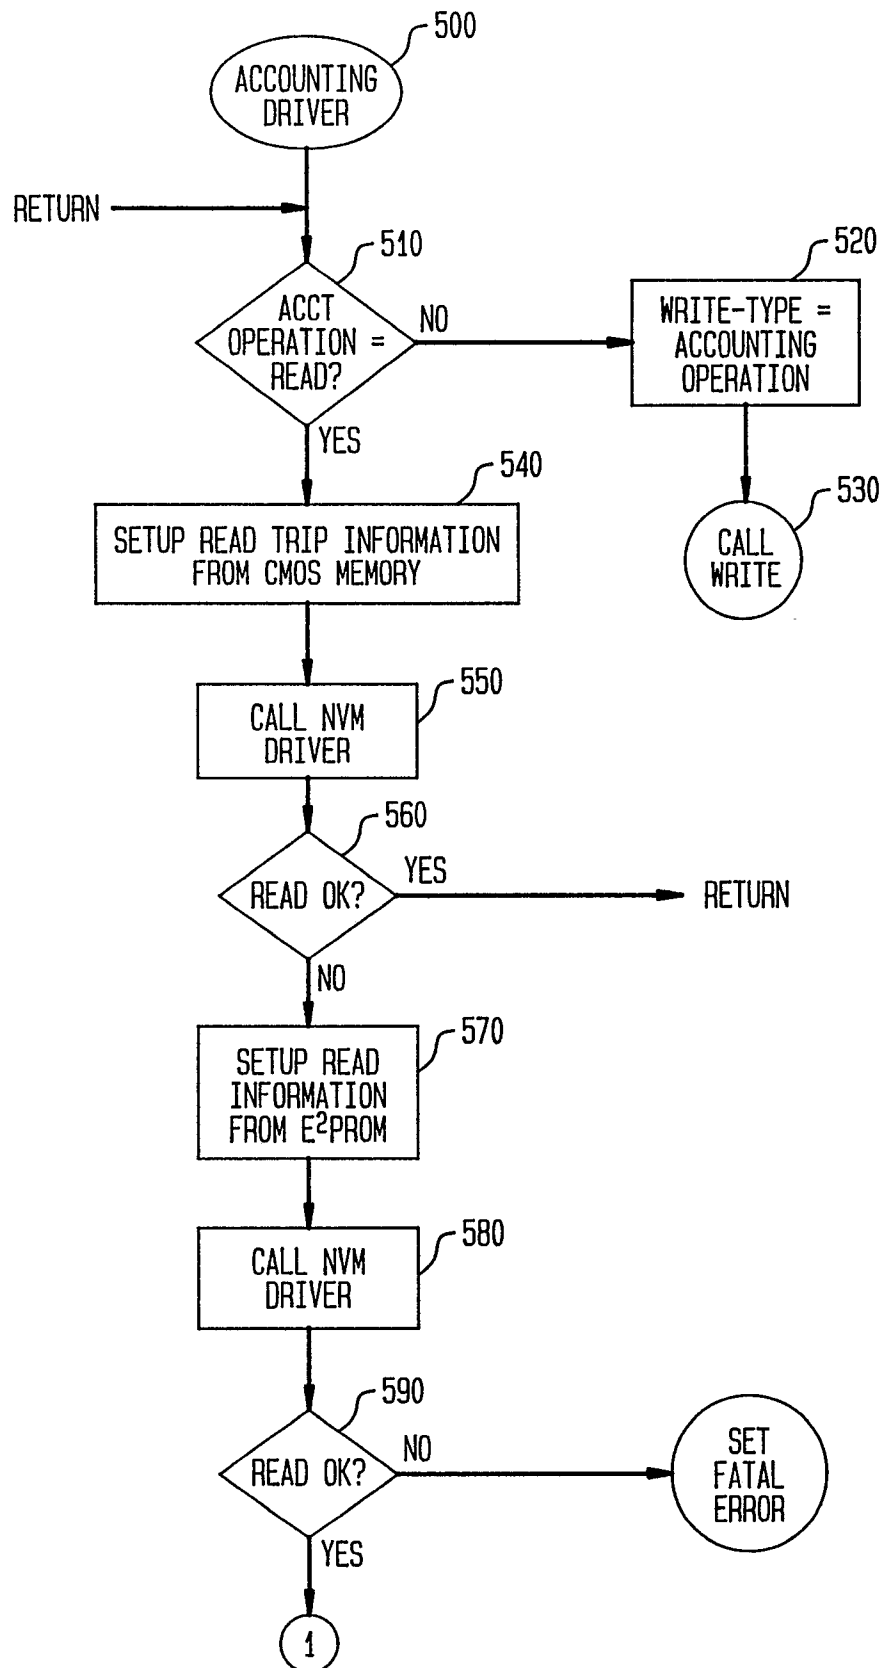 500
ACCOUNTING
DRIVER
RETURN
510
ACCT
OPERATION =
READ?
NO
520
WRITE-TYPE =
ACCOUNTING
OPERATION
YES
530
CALL
WRITE
540
SETUP READ TRIP INFORMATION
FROM CMOS MEMORY
550
CALL NVM
DRIVER
560
READ OK?
YES
RETURN
NO
570
SETUP READ
INFORMATION
FROM E²PROM
580
CALL NVM
DRIVER
590
READ OK?
NO
SET
FATAL
ERROR
YES
1